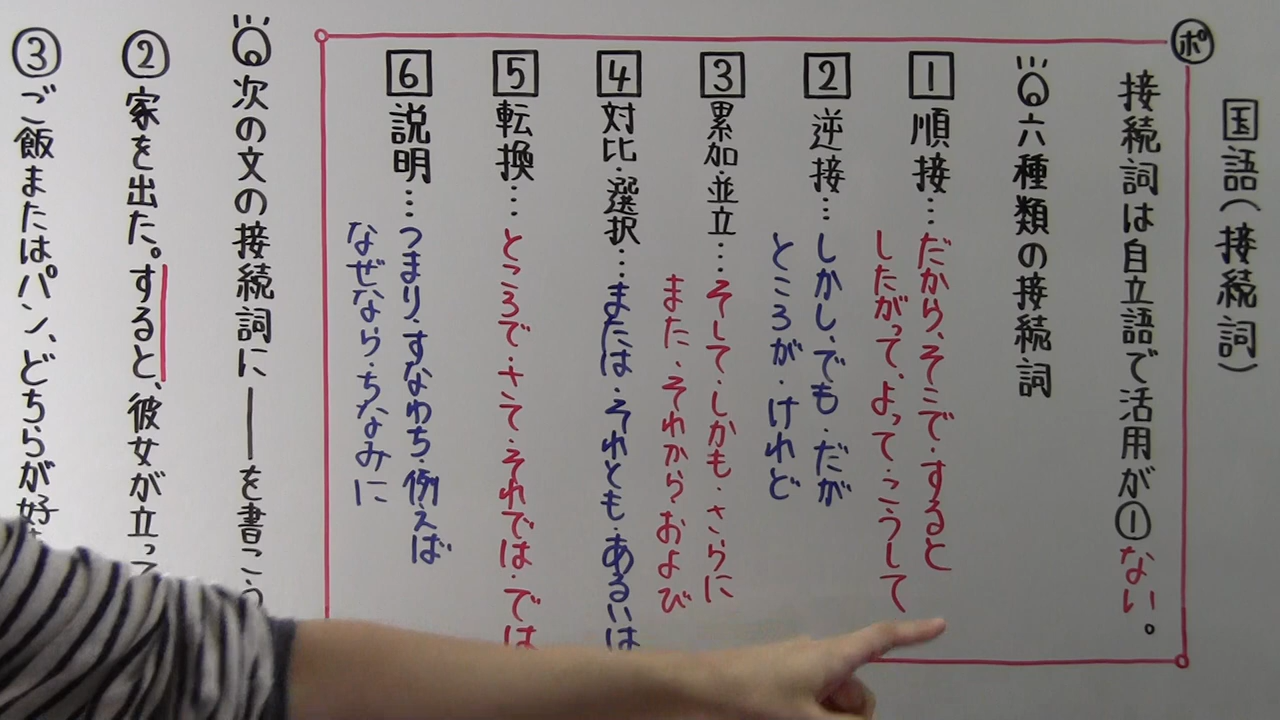 国語(接続詞)
ポ
接続詞は自立語で活用が①ない。
六種類の接続詞
1 順接…だから・そこで・すると
したがって・よって・こうして
2 逆接…しかし・でも・だが
ところが・けれど
3 累加・並立…そして・しかも・さらに
また・それから・および
4 対比・選択…または・それとも・あるいは
5 転換…ところで・さて・それでは・では
6 説明…つまり・すなわち・例えば
なぜなら・ちなみに
次の文の接続詞に――を書こう
②家を出た。すると、彼女が立って
③ご飯またはパン、どちらが好